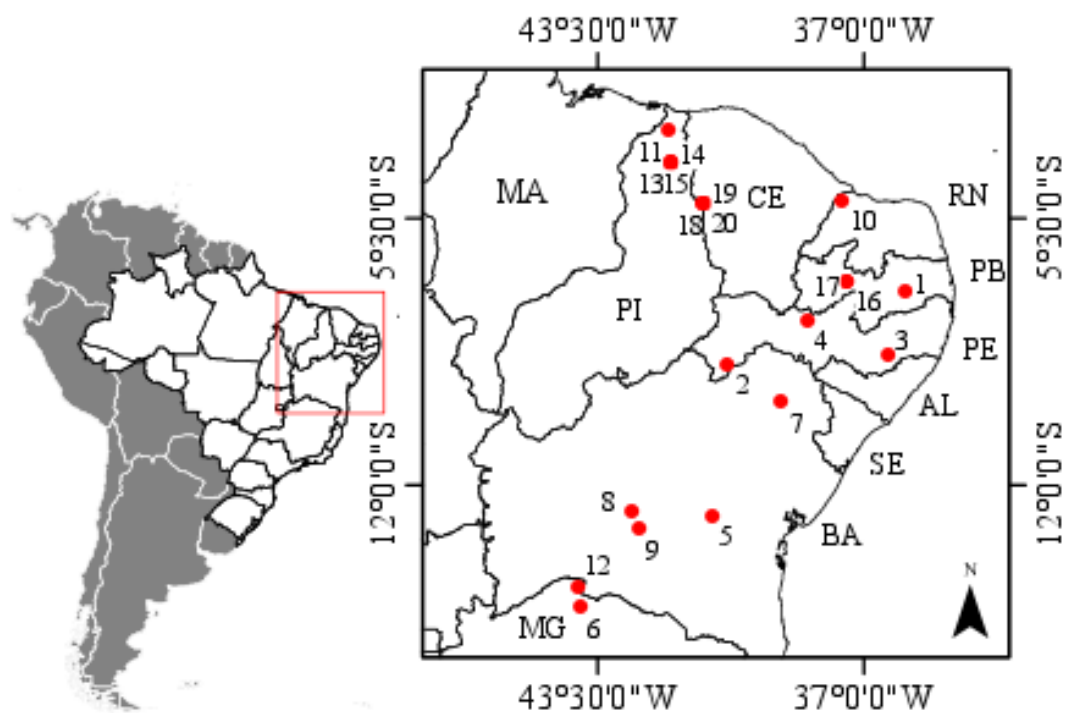 43°30'0"W 37°0'0"W
5°30'0"S 5°30'0"S
12°0'0"S 12°0'0"S
MA
CE
RN
PI
PB
PE
AL
SE
BA
MG
11 14
13 15
19
18 20
10
17 16 1
4 3
2
7
8
9
5
12
6
N
43°30'0"W 37°0'0"W